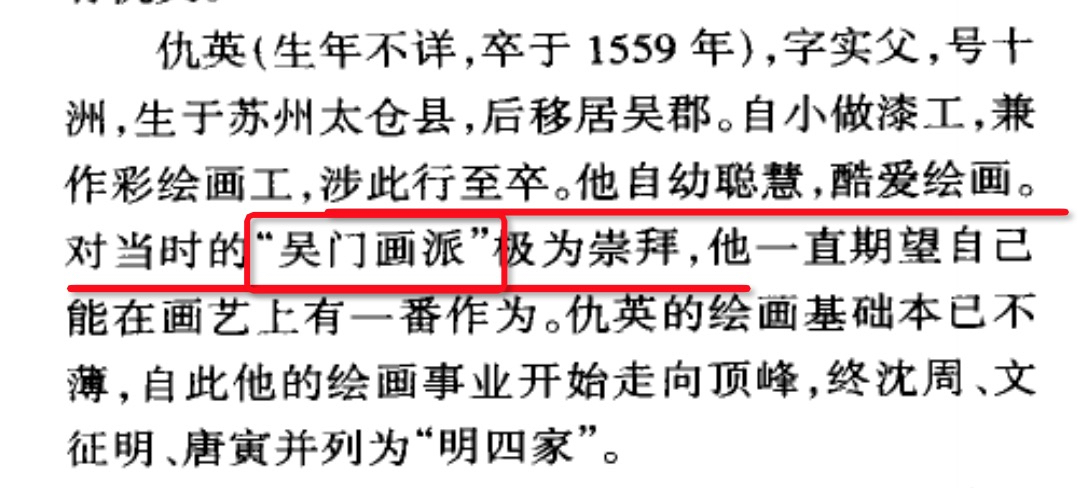 仇英(生年不详,卒于 1559 年),字实父,号十
洲,生于苏州太仓县,后移居吴郡。自小做漆工,兼
作彩绘画工,涉此行至卒。他自幼聪慧,酷爱绘画。
对当时的“吴门画派”极为崇拜,他一直期望自己
能在画艺上有一番作为。仇英的绘画基础本已不
薄,自此他的绘画事业开始走向顶峰,终沈周、文
征明、唐寅并列为“明四家”。